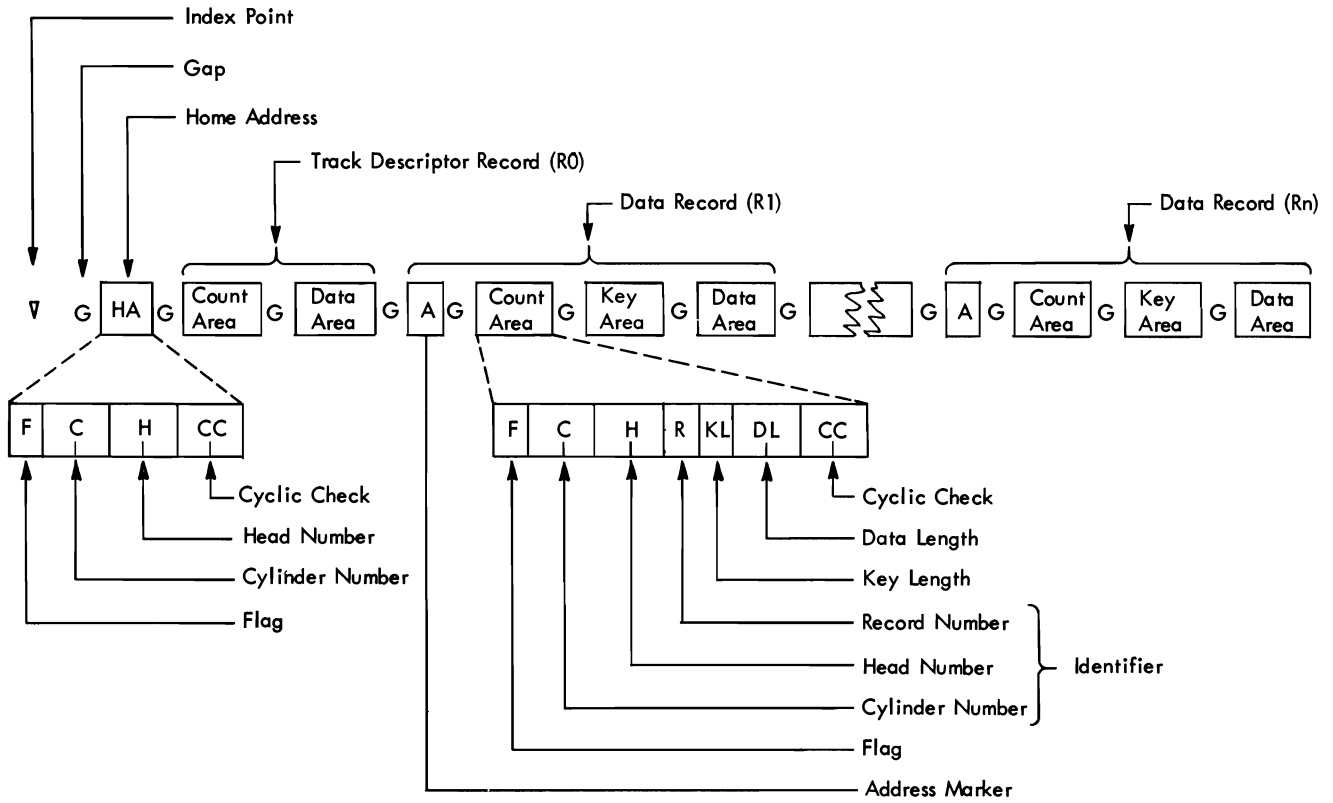 Index Point
Gap
Home Address
Track Descriptor Record (R0)
Data Record (R1)
Data Record (Rn)
G HA G Count Area G Data Area G A G Count Area G Key Area G Data Area G G A G Count Area G Key Area G Data Area
F C H CC
F C H R KL DL CC
Cyclic Check
Head Number
Cylinder Number
Flag
Cyclic Check
Data Length
Key Length
Record Number
Head Number
Identifier
Cylinder Number
Flag
Address Marker